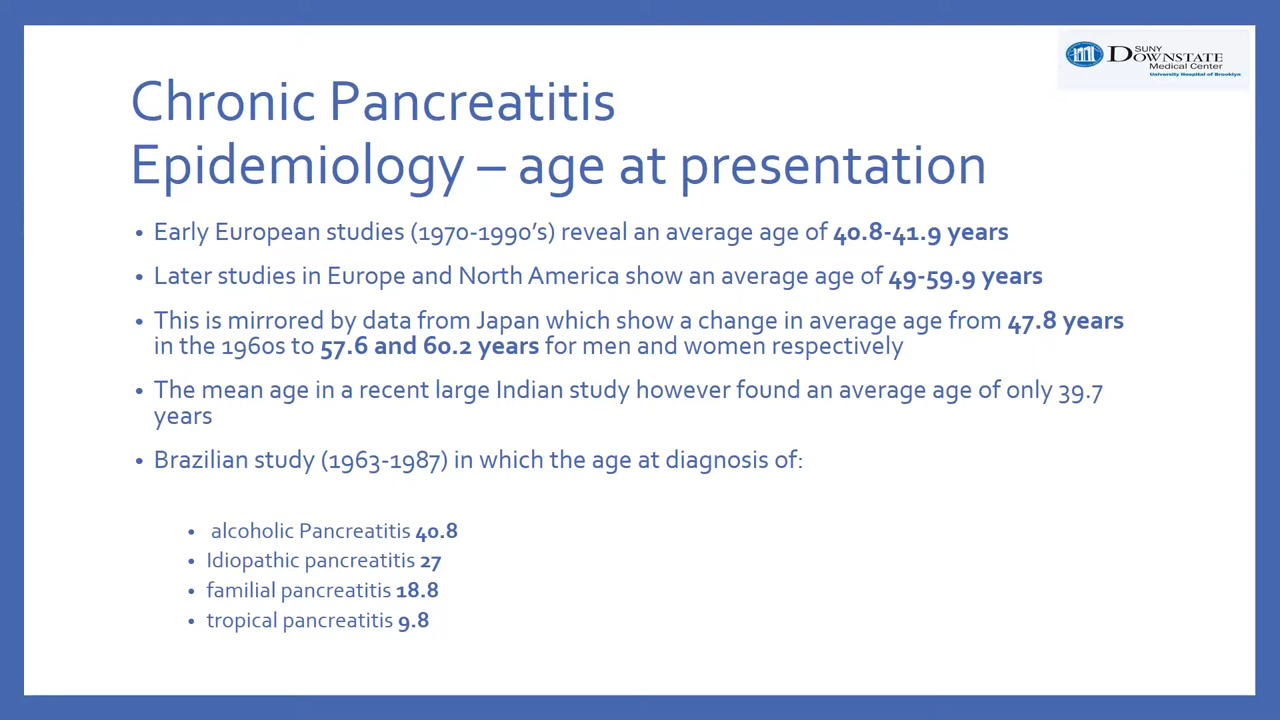 SUNY
DOWNSTATE
Medical Center
University Hospital of Brooklyn
Chronic Pancreatitis
Epidemiology – age at presentation
• Early European studies (1970-1990's) reveal an average age of 40.8-41.9 years
• Later studies in Europe and North America show an average age of 49-59.9 years
• This is mirrored by data from Japan which show a change in average age from 47.8 years
in the 1960s to 57.6 and 60.2 years for men and women respectively
• The mean age in a recent large Indian study however found an average age of only 39.7
years
• Brazilian study (1963-1987) in which the age at diagnosis of:
• alcoholic Pancreatitis 40.8
• Idiopathic pancreatitis 27
• familial pancreatitis 18.8
• tropical pancreatitis 9.8